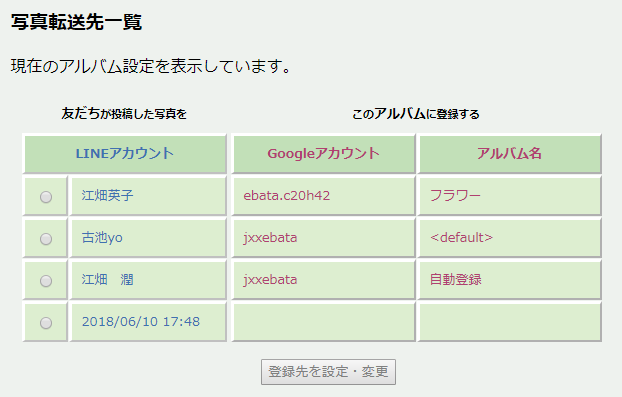 写真転送先一覧
現在のアルバム設定を表示しています。
友だちが投稿した写真を このアルバムに登録する
LINEアカウント Googleアカウント アルバム名
江畑英子 ebata.c20h42 フラワー
古池yo jxxebata <default>
江畑　潤 jxxebata 自動登録
2018/06/10 17:48
登録先を設定・変更